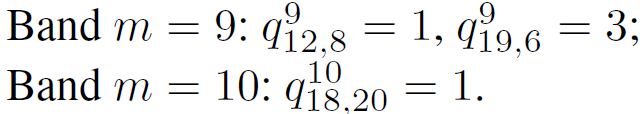 Band m = 9: q^9_{12,8} = 1, q^9_{19,6} = 3;
Band m = 10: q^{10}_{18,20} = 1.